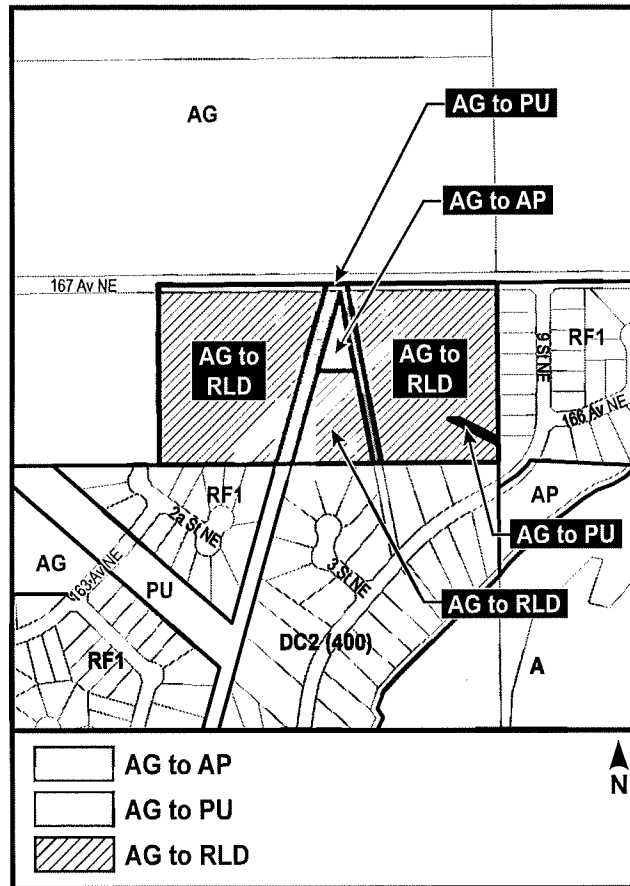 AG to PU
AG
AG to AP
167 Av NE
AG to
RLD
AG to
RLD
9 St NE
RF1
166 Av NE
RF1
2a St NE
AP
AG to PU
AG
163 Av NE
PU
3 St NE
AG to RLD
DC2 (400)
RF1
A
AG to AP
AG to PU
AG to RLD
N